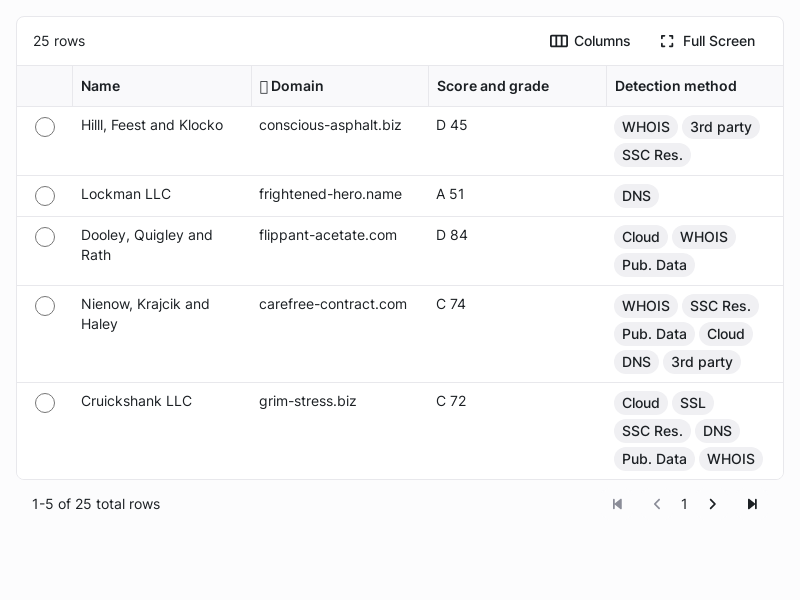 25 rows
Columns
Full Screen
Name
Domain
Score and grade
Detection method
Hilll, Feest and Klocko
conscious-asphalt.biz
D 45
WHOIS
3rd party
SSC Res.
Lockman LLC
frightened-hero.name
A 51
DNS
Dooley, Quigley and
Rath
flippant-acetate.com
D 84
Cloud
WHOIS
Pub. Data
Nienow, Krajcik and
Haley
carefree-contract.com
C 74
WHOIS
SSC Res.
Pub. Data
Cloud
DNS
3rd party
Cruickshank LLC
grim-stress.biz
C 72
Cloud
SSL
SSC Res.
DNS
Pub. Data
WHOIS
1-5 of 25 total rows
1